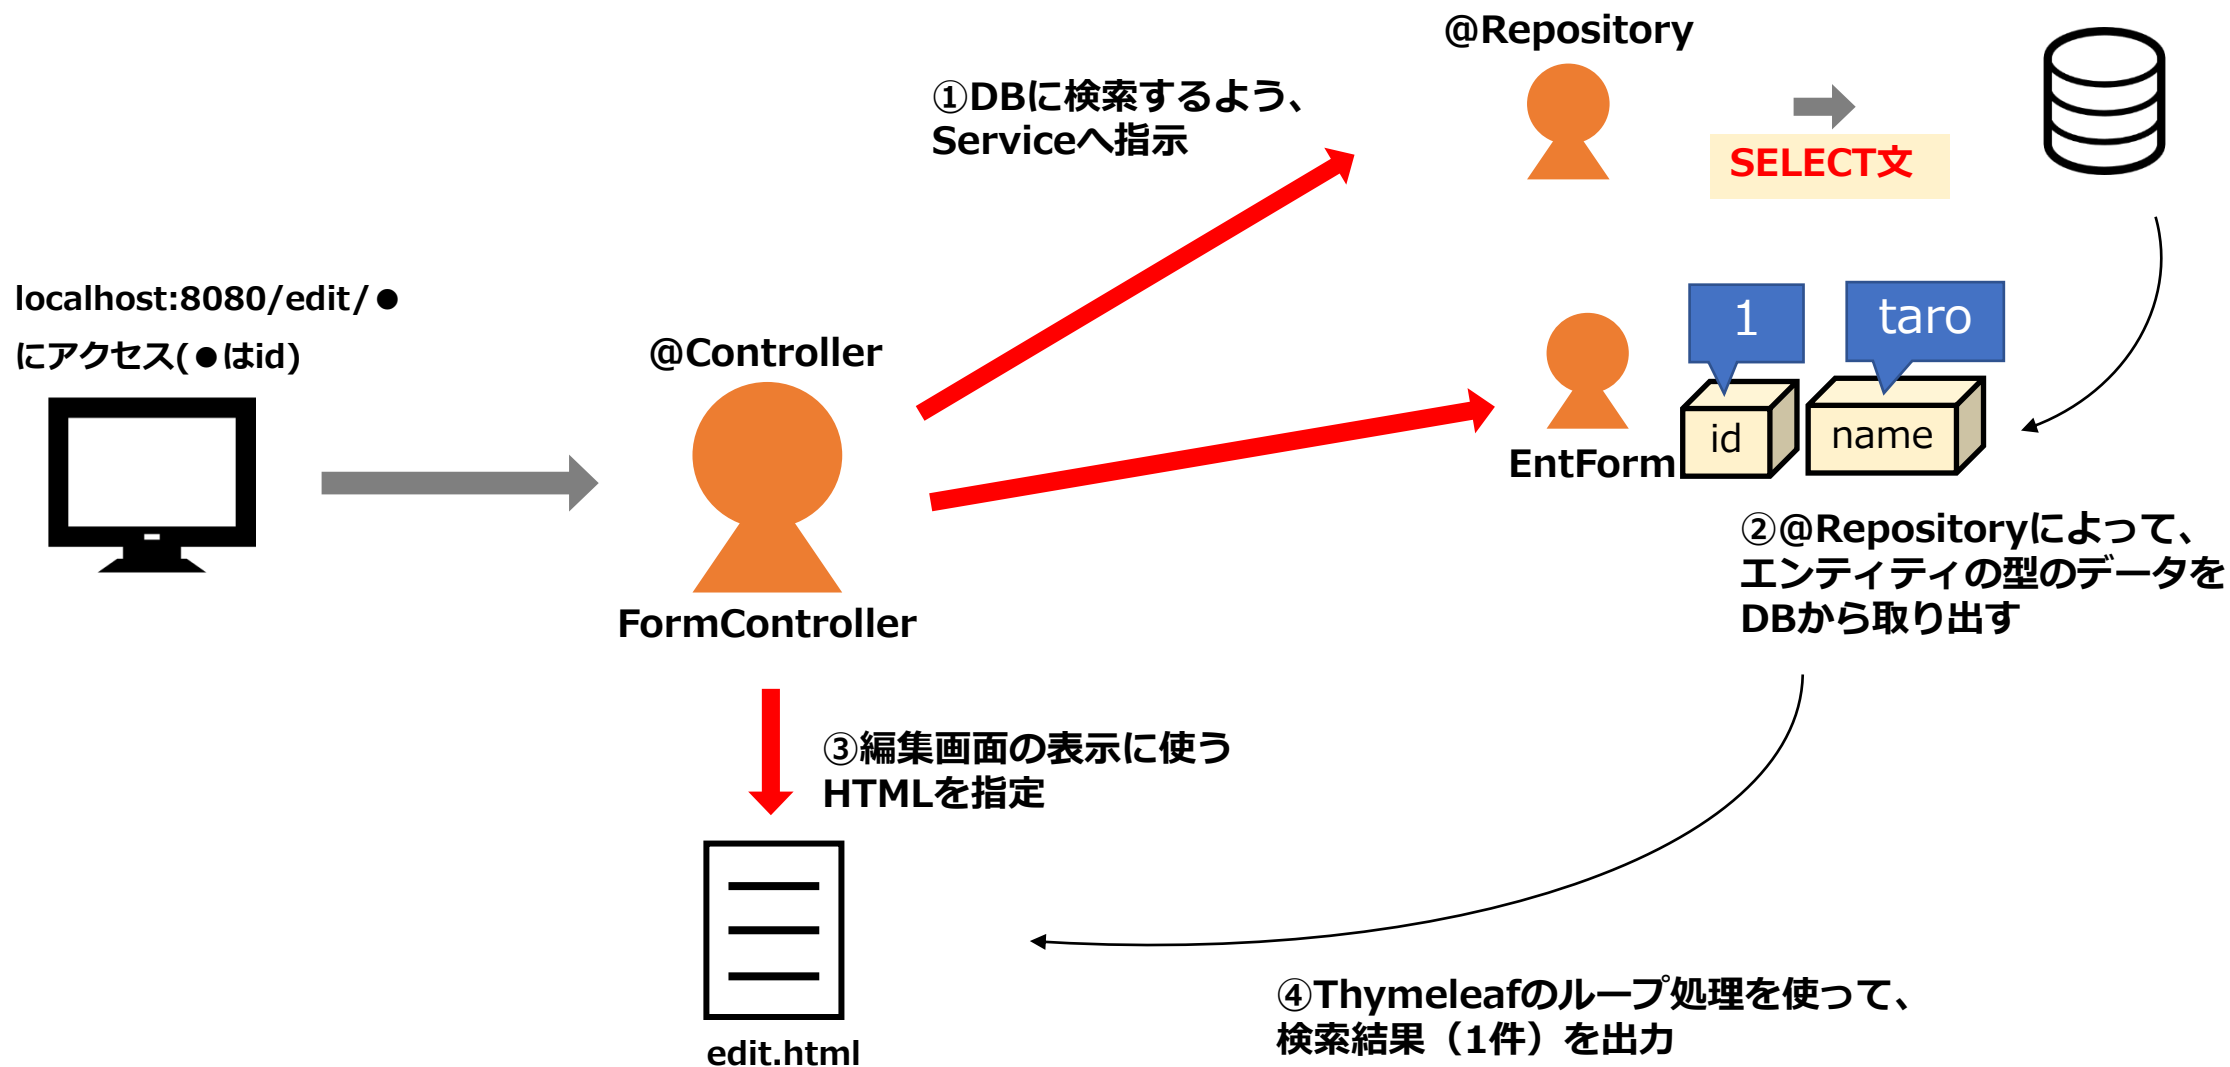 @Repository
①DBに検索するよう、
Serviceへ指示
SELECT文
localhost:8080/edit/●
にアクセス(●はid)
@Controller
1
taro
id
name
EntForm
②@Repositoryによって、
エンティティの型のデータを
DBから取り出す
FormController
③編集画面の表示に使う
HTMLを指定
④Thymeleafのループ処理を使って、
検索結果（1件）を出力
edit.html